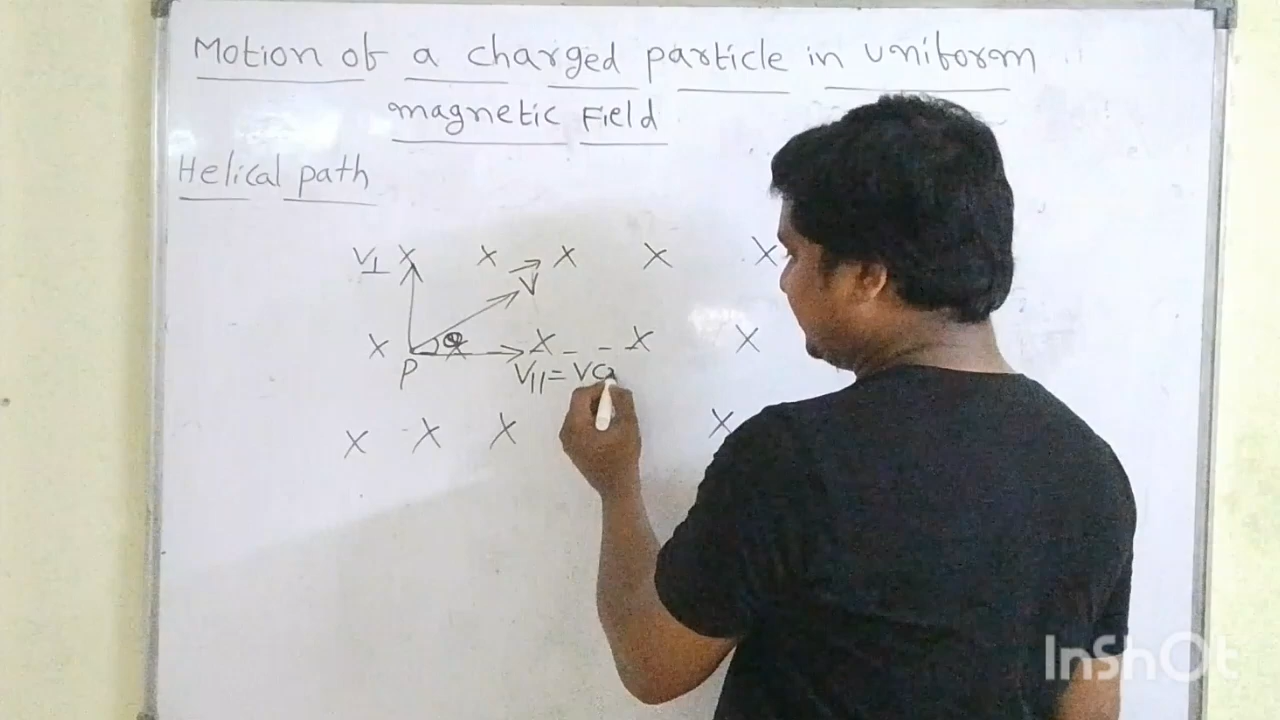 Motion of a charged particle in uniform
magnetic Field
Helical path
V⊥ X X X X X
V
X θ X X X X
P
V|| = VC
X X X X
InShOt